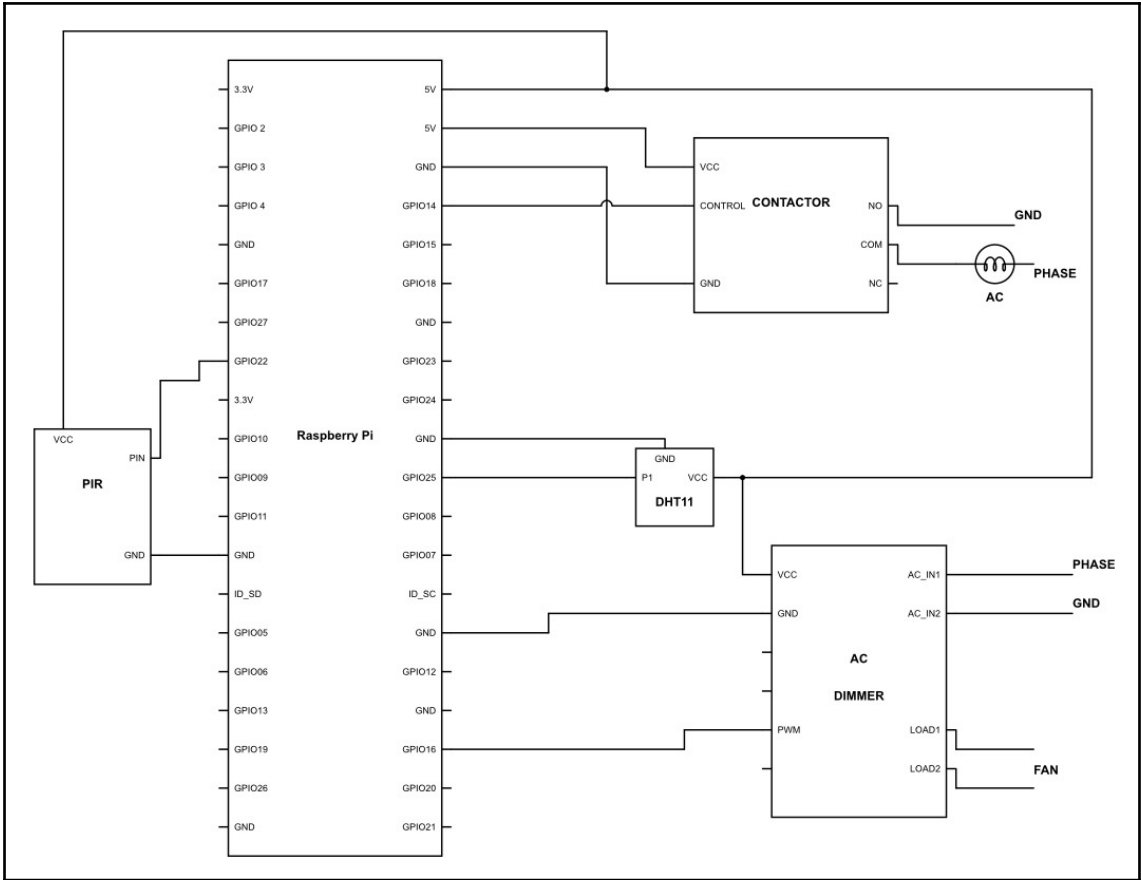 3.3V
GPIO 2
GPIO 3
GPIO 4
GND
GPIO17
GPIO27
GPIO22
3.3V
GPIO10
GPIO09
GPIO11
GND
ID_SD
GPIO05
GPIO06
GPIO13
GPIO19
GPIO26
GND
Raspberry Pi
5V
5V
GND
GPIO14
GPIO15
GPIO18
GND
GPIO23
GPIO24
GND
GPIO25
GPIO08
GPIO07
ID_SC
GND
GPIO12
GND
GPIO16
GPIO20
GPIO21
VCC
PIN
PIR
GND
VCC
CONTROL
GND
CONTACTOR
NO
COM
NC
GND
PHASE
AC
GND
P1
VCC
DHT11
VCC
GND
PWM
AC
DIMMER
AC_IN1
AC_IN2
LOAD1
LOAD2
PHASE
GND
FAN